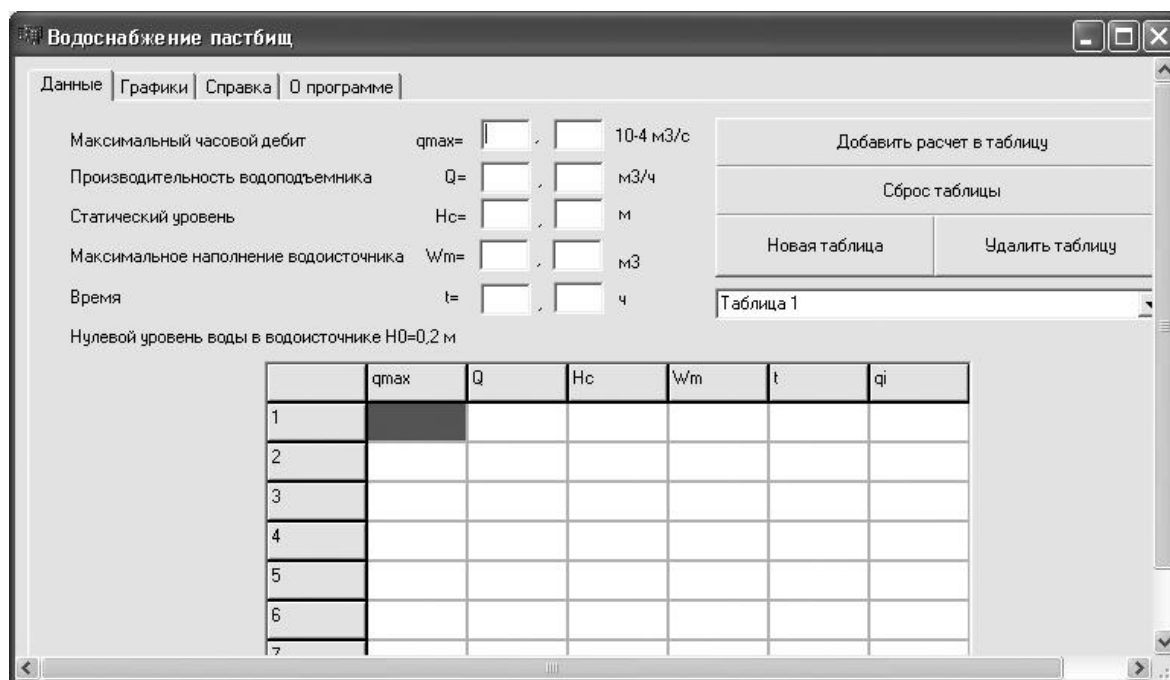 Водоснабжение пастбищ
Данные Графики Справка О программе
Максимальный часовой дебит qmax= , 10-4 м3/с
Производительность водоподъемника Q= , м3/ч
Статический уровень Hc= , м
Максимальное наполнение водоисточника Wm= , м3
Время t= , ч
Нулевой уровень воды в водоисточнике H0=0,2 м
Добавить расчет в таблицу
Сброс таблицы
Новая таблица Удалить таблицу
Таблица 1
qmax Q Hc Wm t qi
1
2
3
4
5
6
7